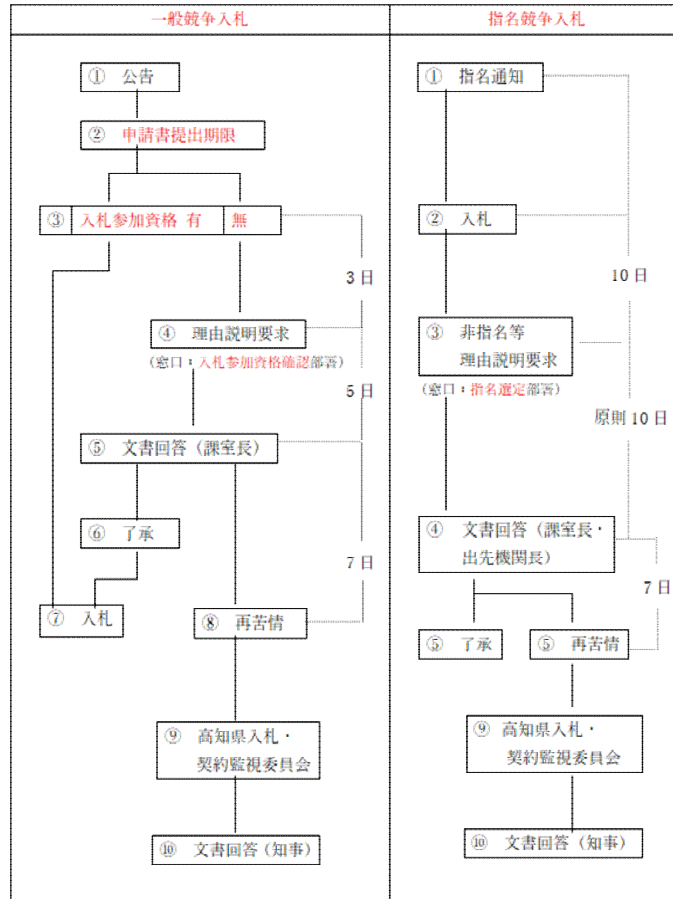 一般競争入札
① 公告
② 申請書提出期限
③ 入札参加資格 有 無
3日
④ 理由説明要求
(窓口:入札参加資格確認部署)
5日
⑤ 文書回答(課室長)
⑥ 了承
7日
⑦ 入札
⑧ 再苦情
⑨ 高知県入札・
契約監視委員会
⑩ 文書回答(知事)
指名競争入札
① 指名通知
② 入札
10日
③ 非指名等
理由説明要求
(窓口:指名選定部署)
原則10日
④ 文書回答(課室長・
出先機関長)
7日
⑤ 了承
⑤ 再苦情
⑨ 高知県入札・
契約監視委員会
⑩ 文書回答(知事)